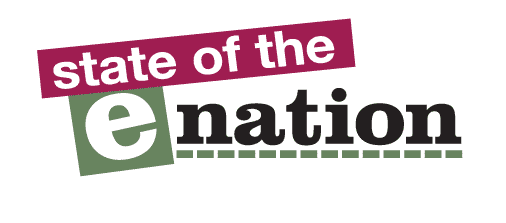 state of the
enation